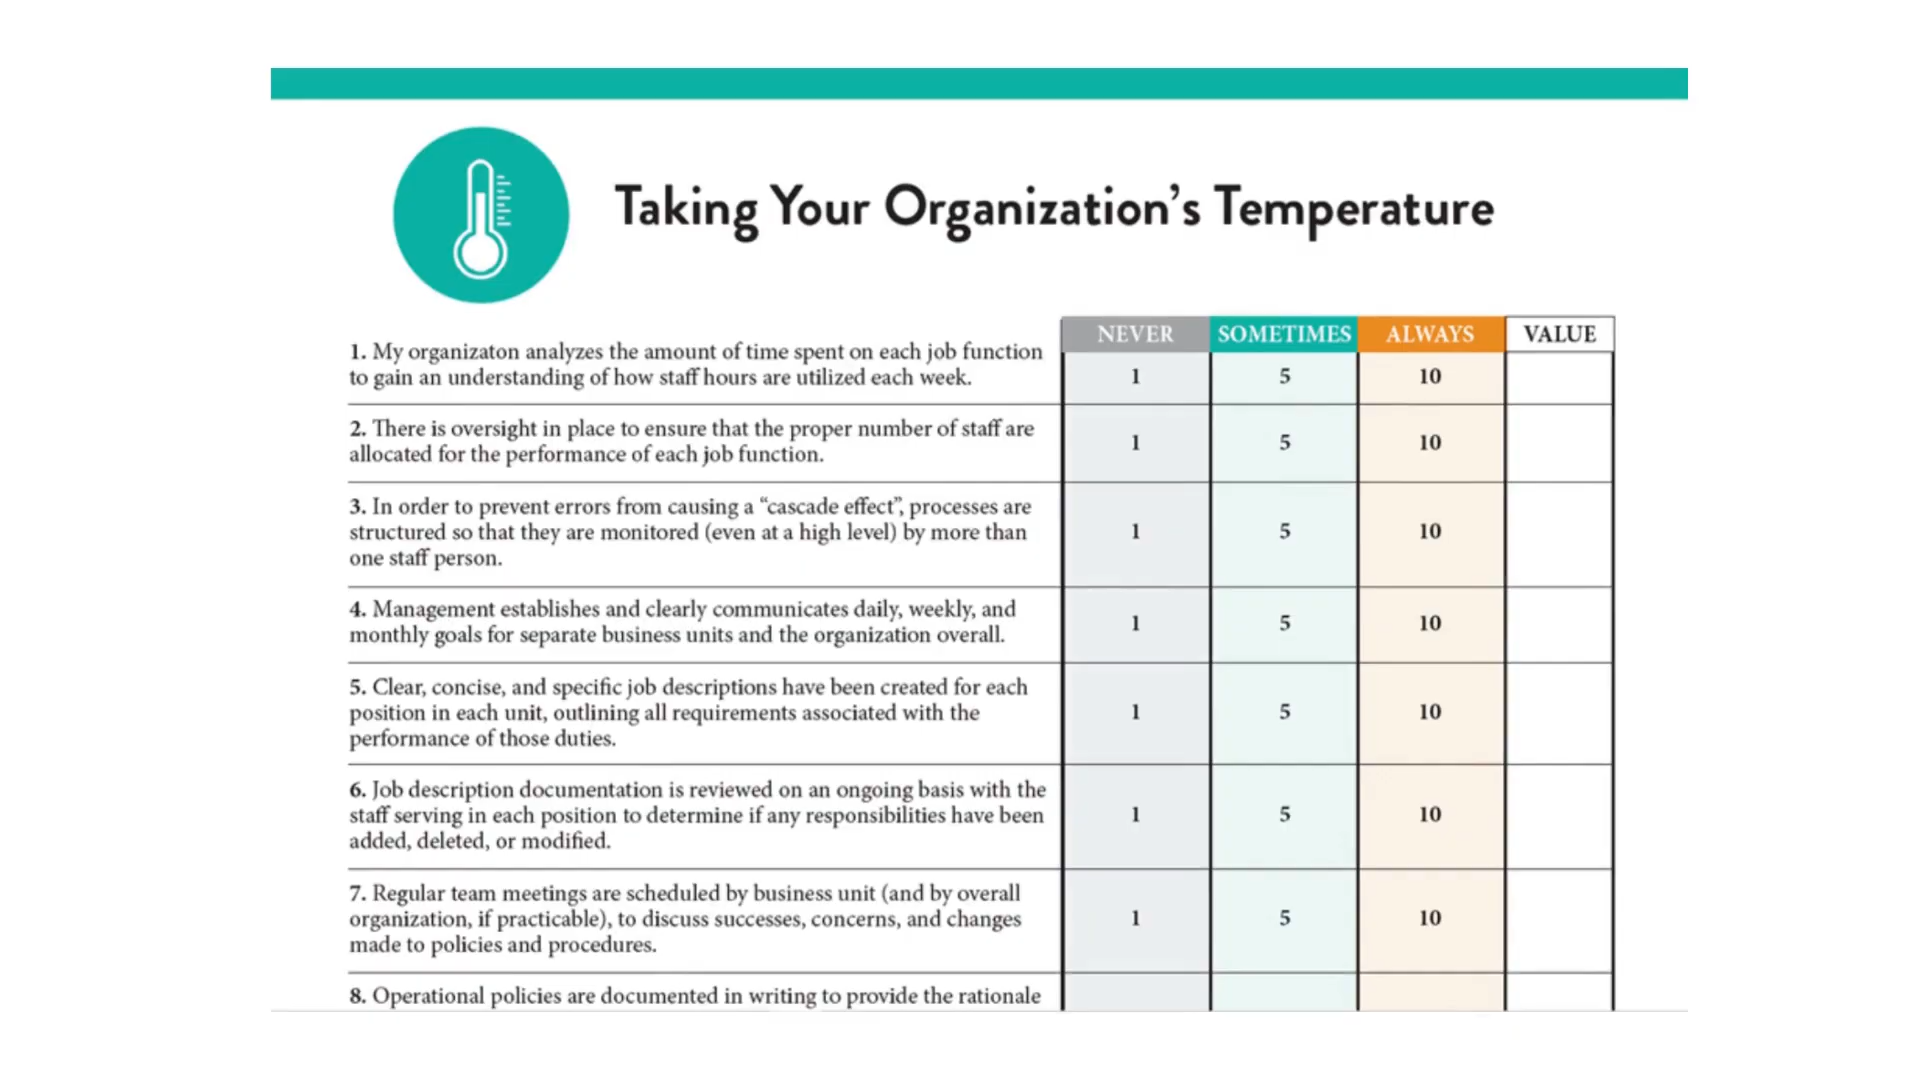 Taking Your Organization's Temperature
NEVER SOMETIMES ALWAYS VALUE
1. My organizaton analyzes the amount of time spent on each job function
to gain an understanding of how staff hours are utilized each week.
1 5 10
2. There is oversight in place to ensure that the proper number of staff are
allocated for the performance of each job function.
1 5 10
3. In order to prevent errors from causing a “cascade effect”, processes are
structured so that they are monitored (even at a high level) by more than
one staff person.
1 5 10
4. Management establishes and clearly communicates daily, weekly, and
monthly goals for separate business units and the organization overall.
1 5 10
5. Clear, concise, and specific job descriptions have been created for each
position in each unit, outlining all requirements associated with the
performance of those duties.
1 5 10
6. Job description documentation is reviewed on an ongoing basis with the
staff serving in each position to determine if any responsibilities have been
added, deleted, or modified.
1 5 10
7. Regular team meetings are scheduled by business unit (and by overall
organization, if practicable), to discuss successes, concerns, and changes
made to policies and procedures.
1 5 10
8. Operational policies are documented in writing to provide the rationale